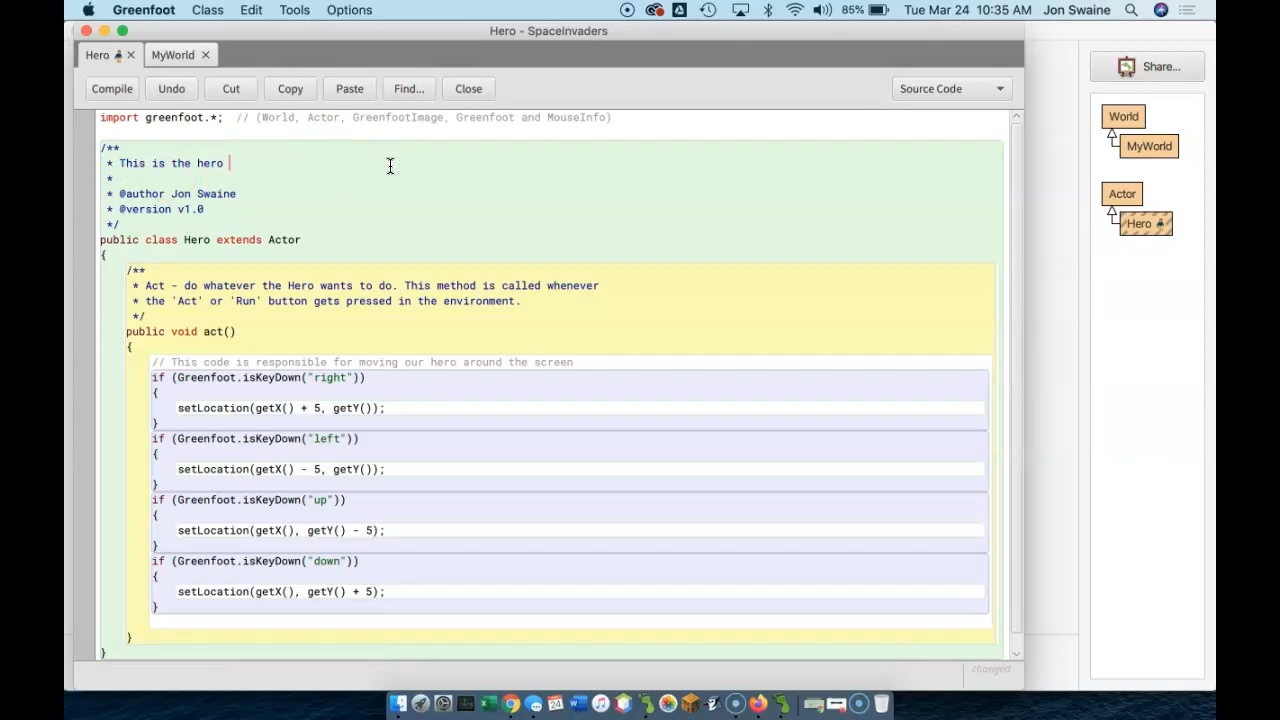 Greenfoot Class Edit Tools Options 85% Tue Mar 24 10:35 AM Jon Swaine
Hero - SpaceInvaders
Hero MyWorld
Compile Undo Cut Copy Paste Find... Close Source Code
Share...
World
MyWorld
Actor
Hero
import greenfoot.*;  // (World, Actor, GreenfootImage, Greenfoot and MouseInfo)
/**
 * This is the hero
 *
 * @author Jon Swaine
 * @version v1.0
 */
public class Hero extends Actor
{
/**
 * Act - do whatever the Hero wants to do. This method is called whenever
 * the 'Act' or 'Run' button gets pressed in the environment.
 */
public void act()
{
// This code is responsible for moving our hero around the screen
if (Greenfoot.isKeyDown("right"))
{
setLocation(getX() + 5, getY());
}
if (Greenfoot.isKeyDown("left"))
{
setLocation(getX() - 5, getY());
}
if (Greenfoot.isKeyDown("up"))
{
setLocation(getX(), getY() - 5);
}
if (Greenfoot.isKeyDown("down"))
{
setLocation(getX(), getY() + 5);
}
}
}
changed